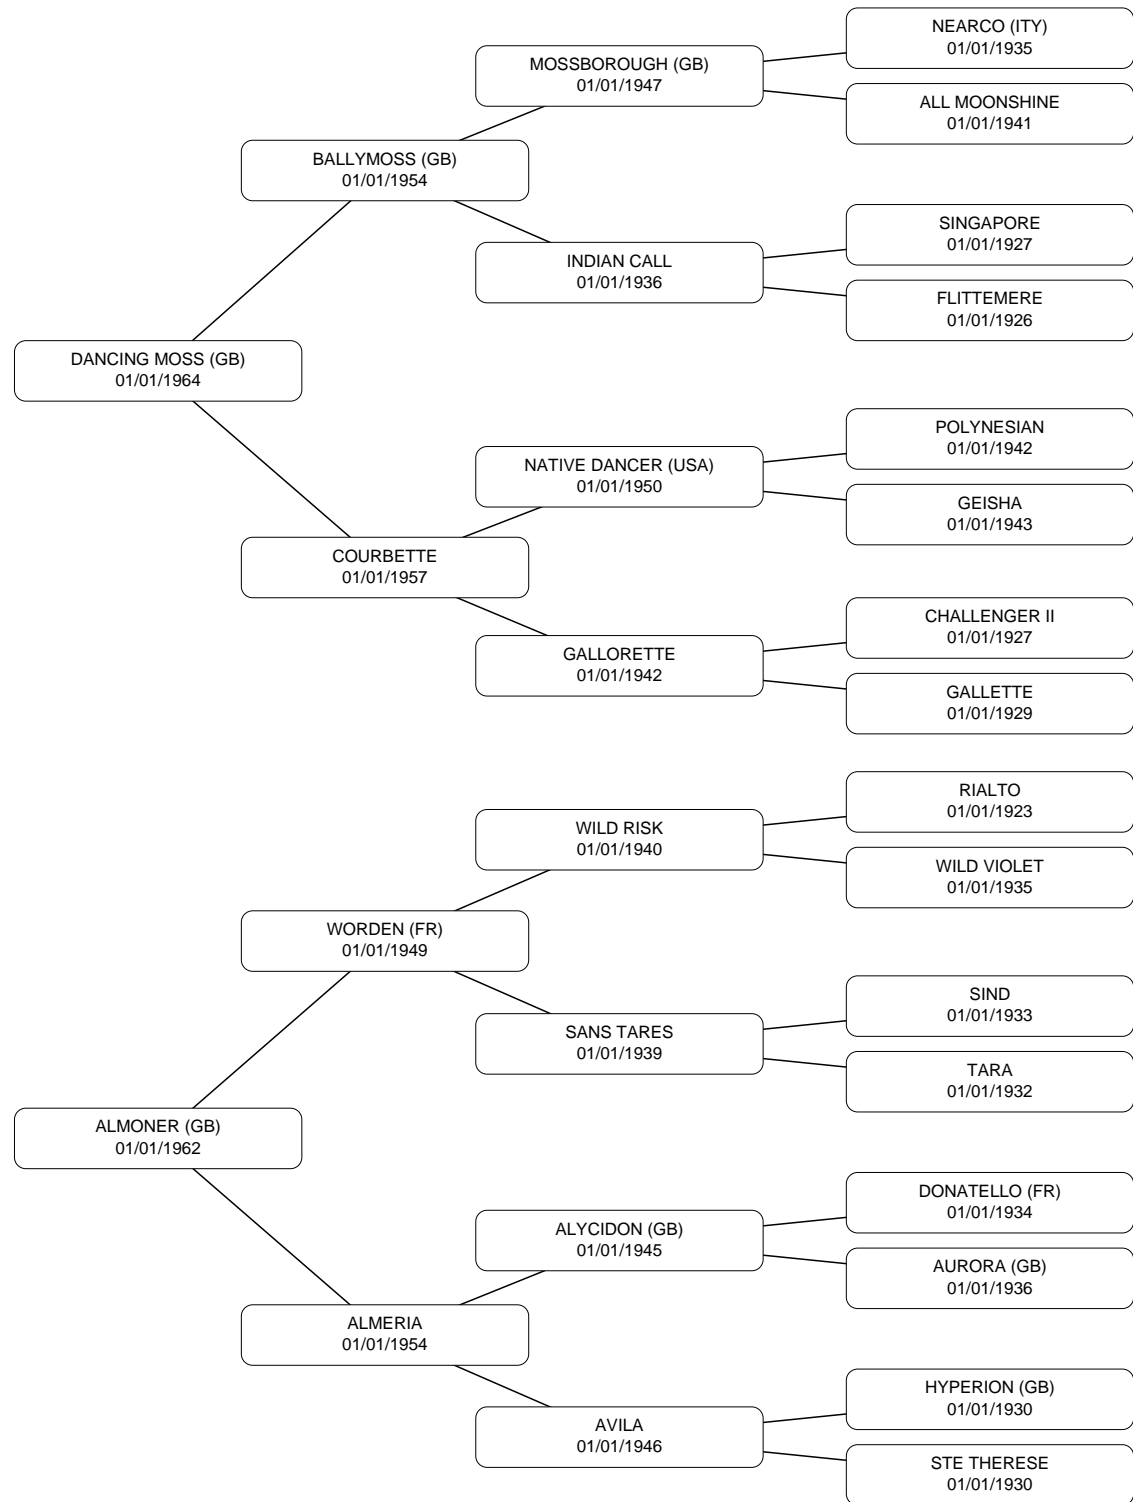 NEARCO (ITY)
01/01/1935
MOSSBOROUGH (GB)
01/01/1947
ALL MOONSHINE
01/01/1941
BALLYMOSS (GB)
01/01/1954
SINGAPORE
01/01/1927
INDIAN CALL
01/01/1936
FLITTEMERE
01/01/1926
DANCING MOSS (GB)
01/01/1964
POLYNESIAN
01/01/1942
NATIVE DANCER (USA)
01/01/1950
GEISHA
01/01/1943
COURBETTE
01/01/1957
CHALLENGER II
01/01/1927
GALLORETTE
01/01/1942
GALLETTE
01/01/1929
RIALTO
01/01/1923
WILD RISK
01/01/1940
WILD VIOLET
01/01/1935
WORDEN (FR)
01/01/1949
SIND
01/01/1933
SANS TARES
01/01/1939
TARA
01/01/1932
ALMONER (GB)
01/01/1962
DONATELLO (FR)
01/01/1934
ALYCIDON (GB)
01/01/1945
AURORA (GB)
01/01/1936
ALMERIA
01/01/1954
HYPERION (GB)
01/01/1930
AVILA
01/01/1946
STE THERESE
01/01/1930